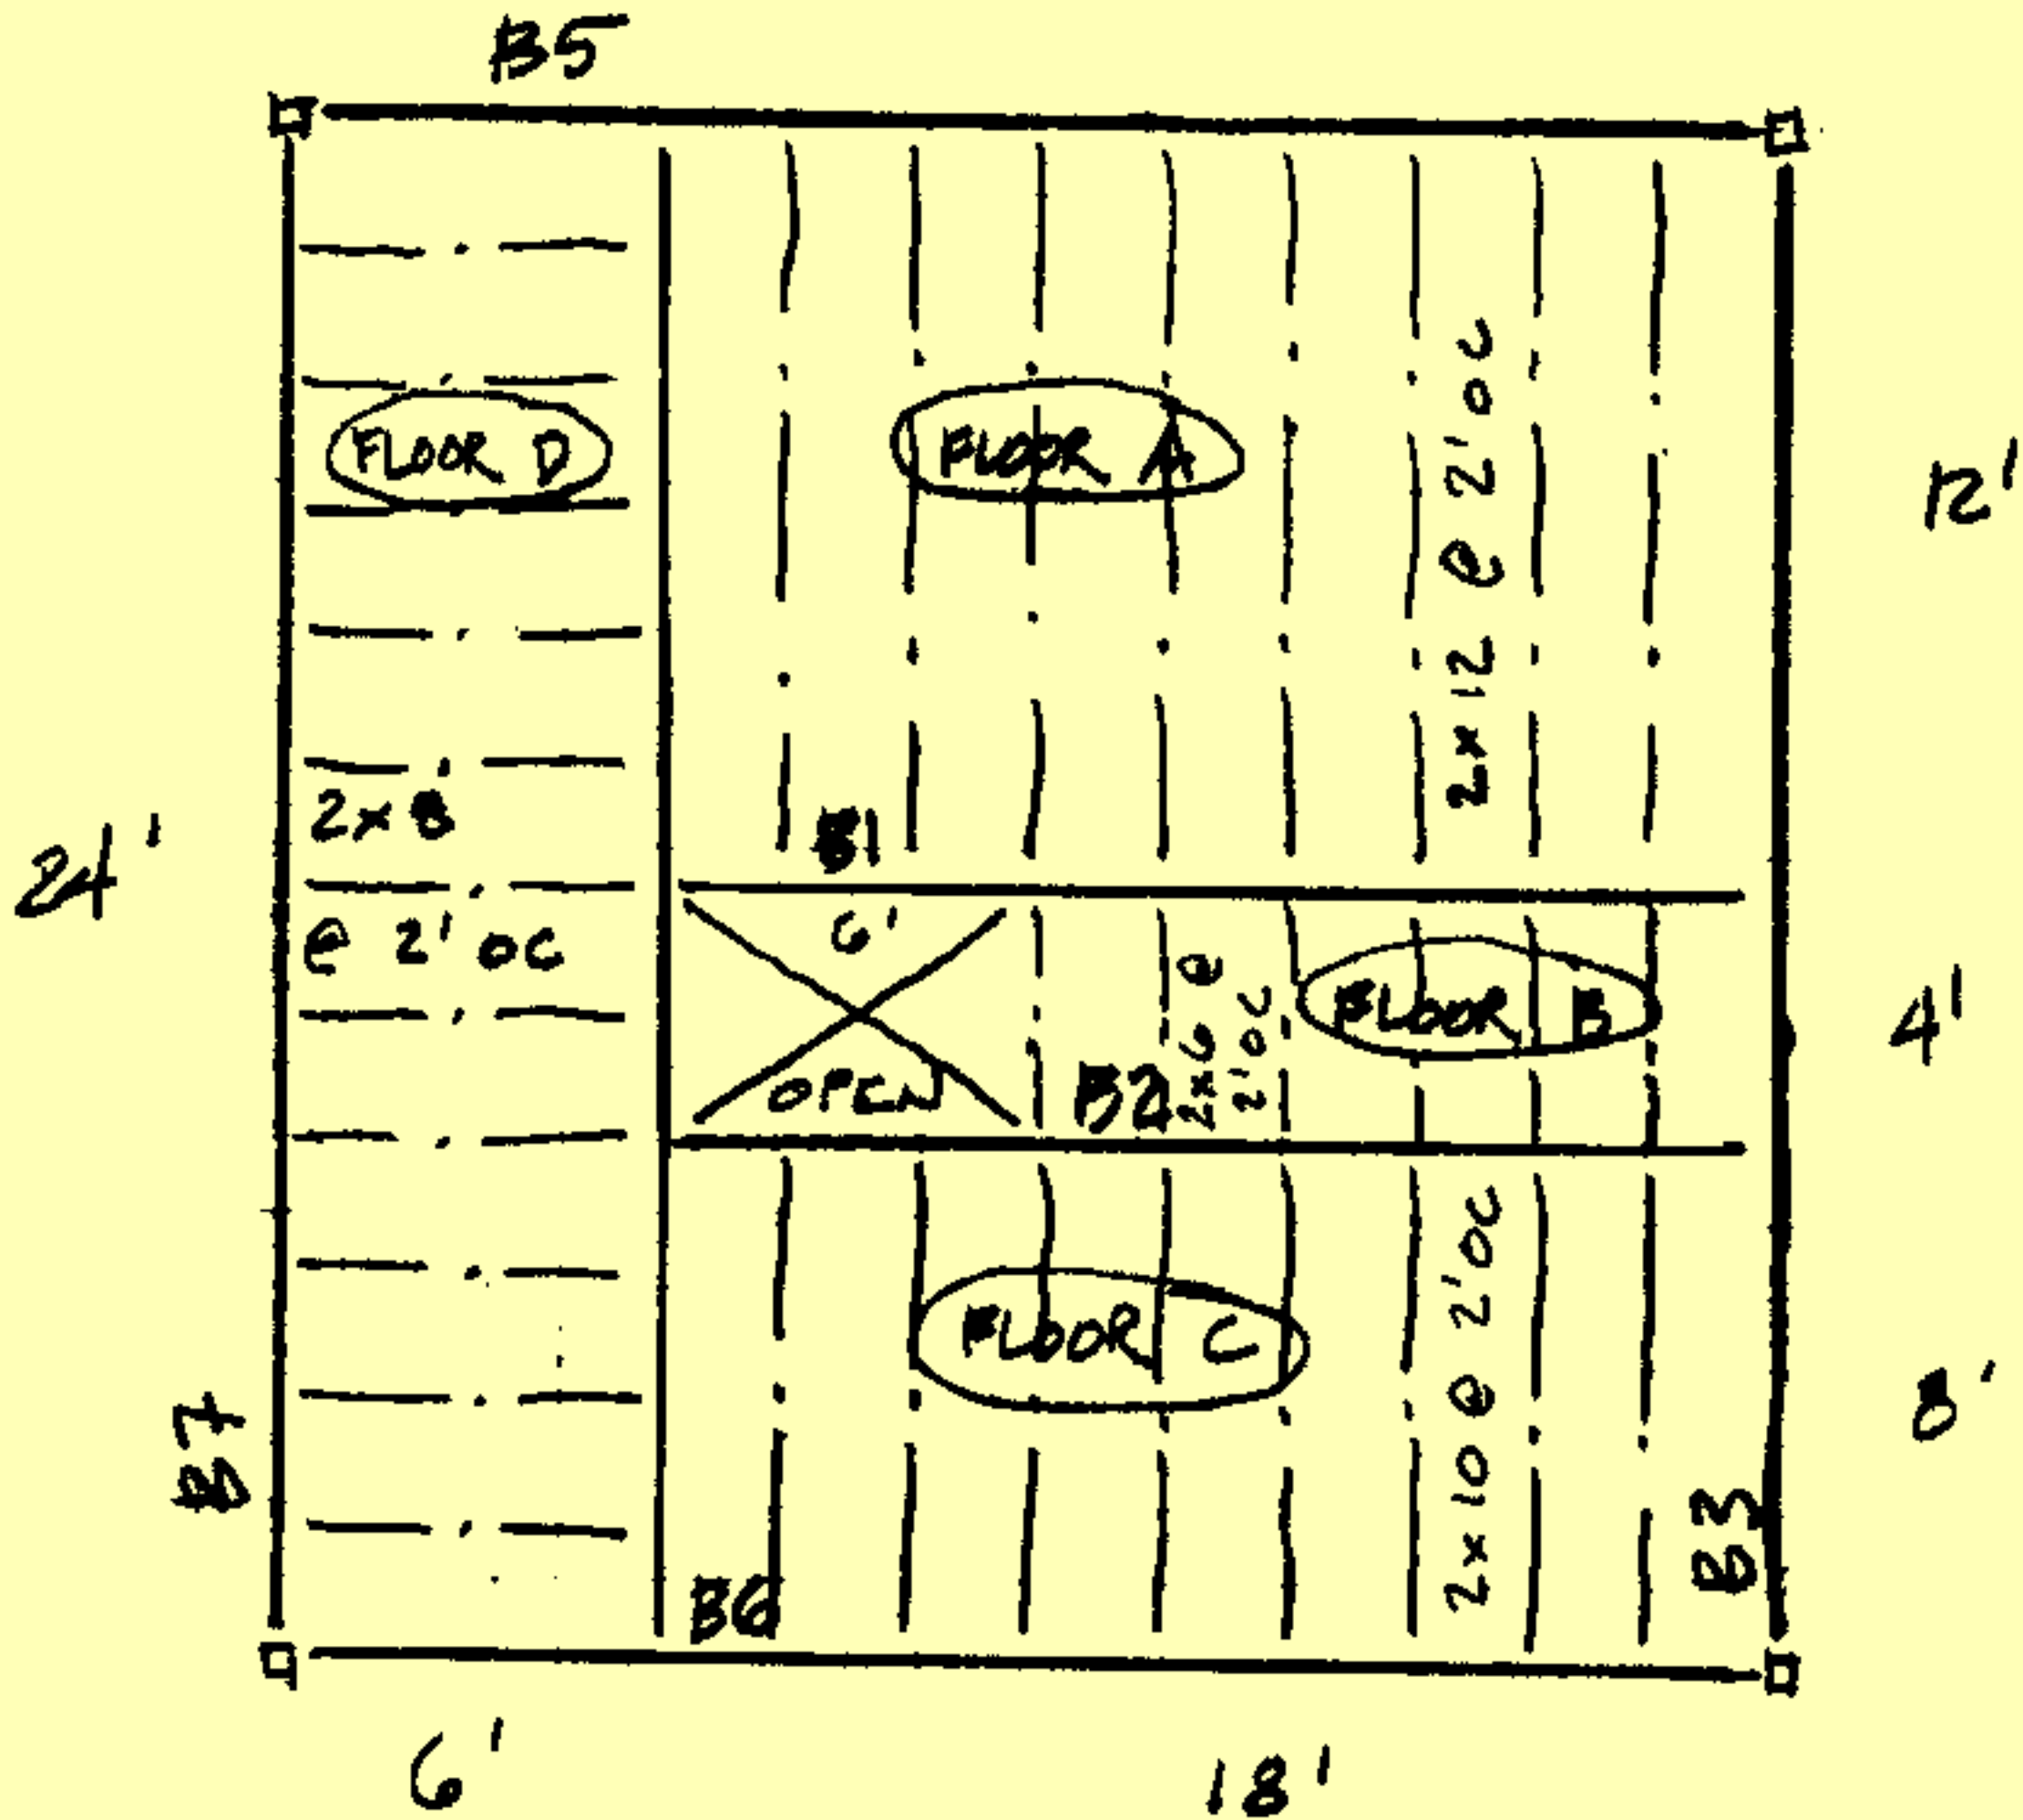 B5
FLOOR D
FLOOR A
2x12 @ 2'OC
12'
24'
2x8
@ 2' OC
B1
6'
OPEN
B2
2x6 @
2'OC
FLOOR B
4'
FLOOR C
2x10 @ 2'OC
8'
B7
B6
B3
6'
18'